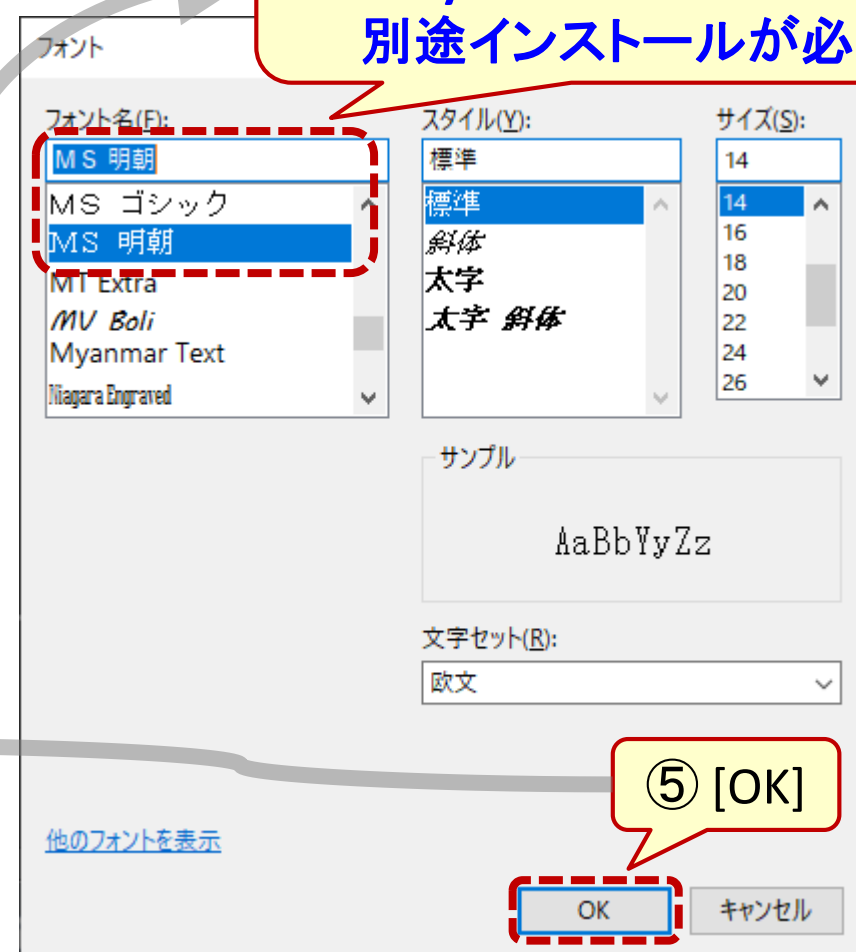 別途インストールが必
フォント
フォント名(F):
ＭＳ 明朝
ＭＳ ゴシック
ＭＳ 明朝
MT Extra
MV Boli
Myanmar Text
Niagara Engraved
スタイル(Y):
標準
標準
斜体
太字
太字 斜体
サイズ(S):
14
14
16
18
20
22
24
26
サンプル
AaBbYyZz
文字セット(R):
欧文
⑤ [OK]
他のフォントを表示
OK
キャンセル